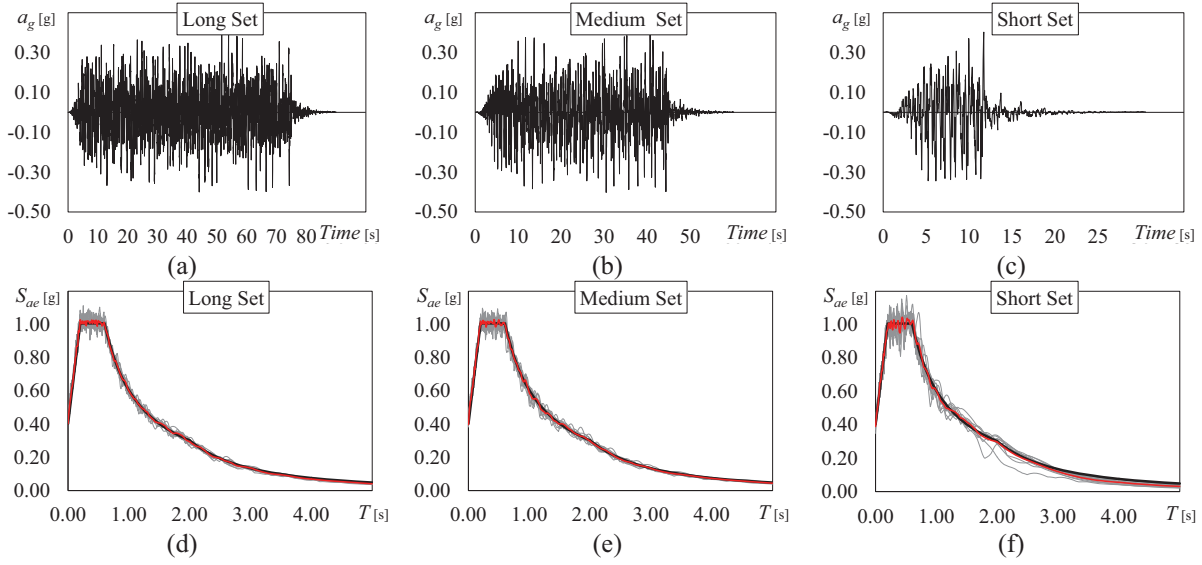 a_g [g]
Long Set
0.30
0.10
-0.10
-0.30
-0.50
0 10 20 30 40 50 60 70 80 Time [s]
(a)
a_g [g]
Medium Set
0.30
0.10
-0.10
-0.30
-0.50
0 10 20 30 40 50 Time [s]
(b)
a_g [g]
Short Set
0.30
0.10
-0.10
-0.30
-0.50
0 5 10 15 20 25 Time [s]
(c)
S_ae [g]
Long Set
1.00
0.80
0.60
0.40
0.20
0.00
0.00 1.00 2.00 3.00 4.00 T [s]
(d)
S_ae [g]
Medium Set
1.00
0.80
0.60
0.40
0.20
0.00
0.00 1.00 2.00 3.00 4.00 T [s]
(e)
S_ae [g]
Short Set
1.00
0.80
0.60
0.40
0.20
0.00
0.00 1.00 2.00 3.00 4.00 T [s]
(f)